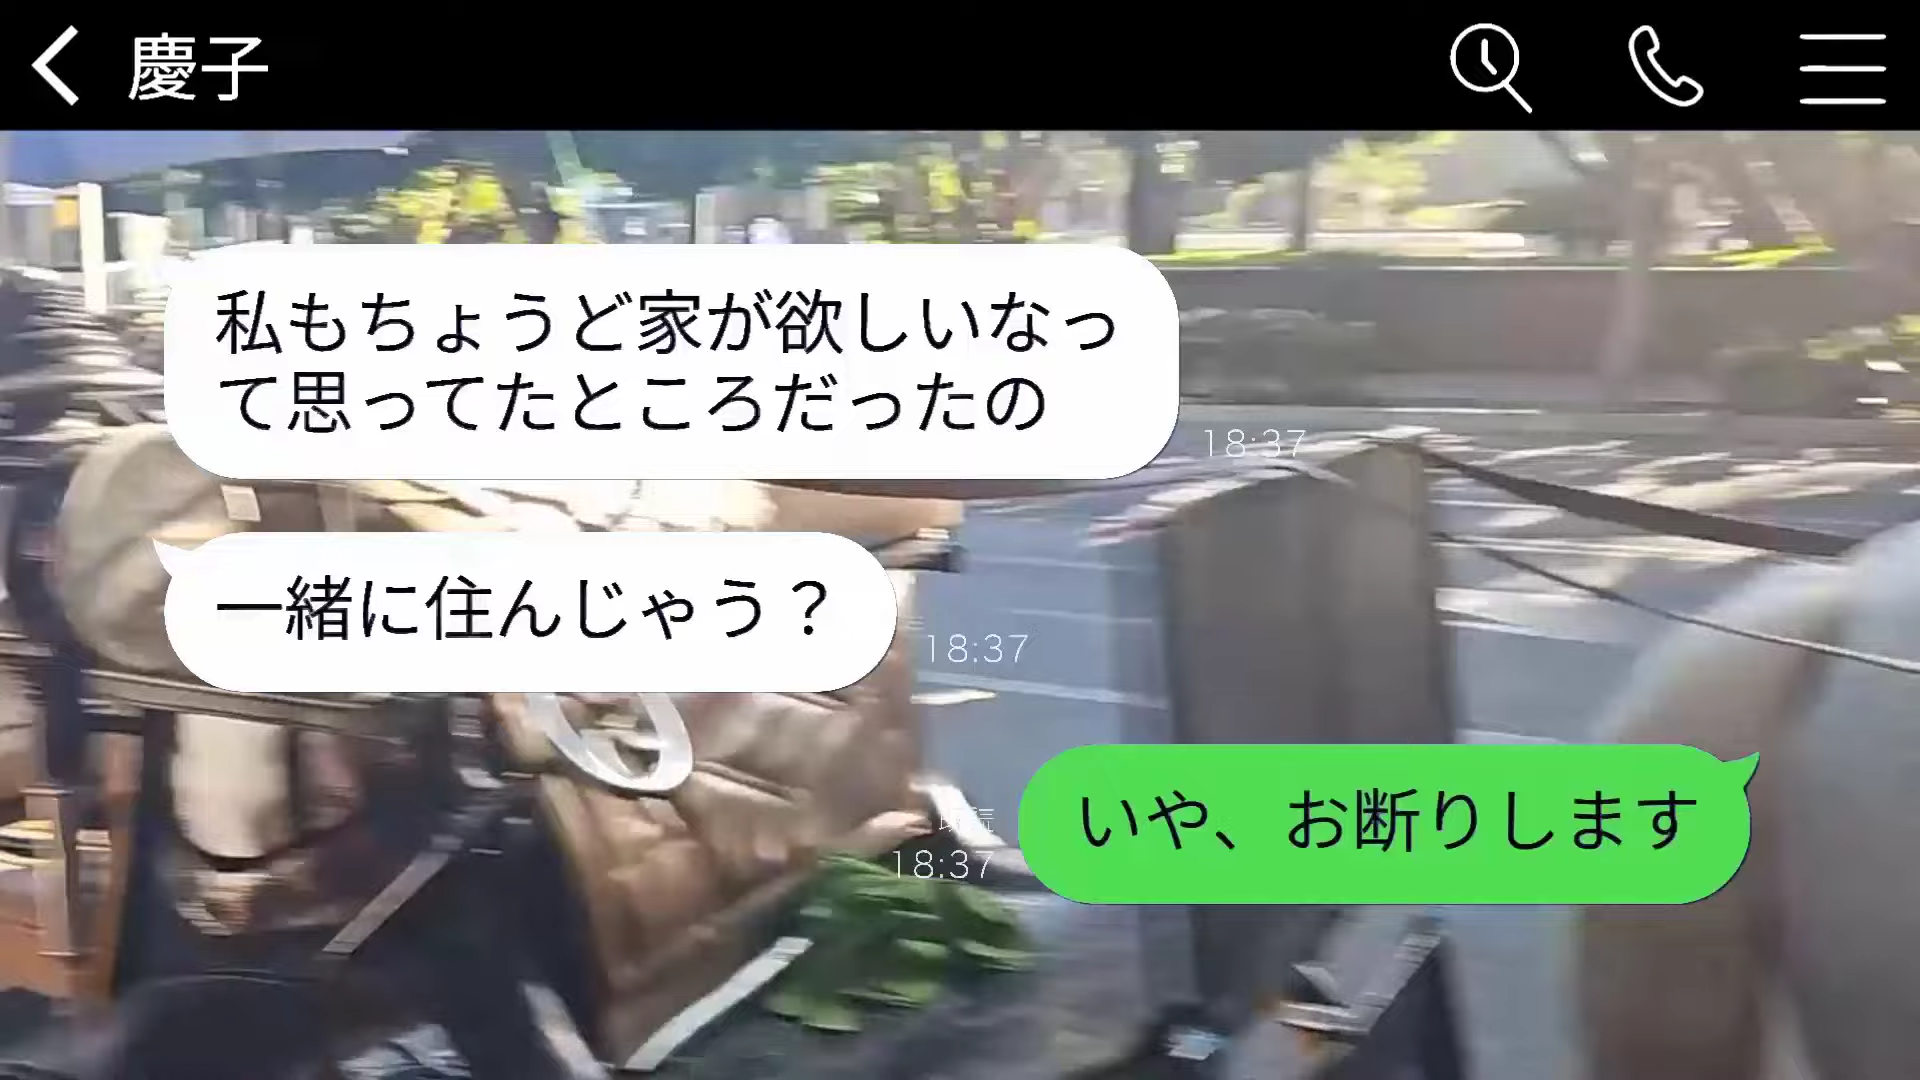 慶子
私もちょうど家が欲しいなっ
て思ってたところだったの
18:37
一緒に住んじゃう？
18:37
いや、お断りします
既読
18:37